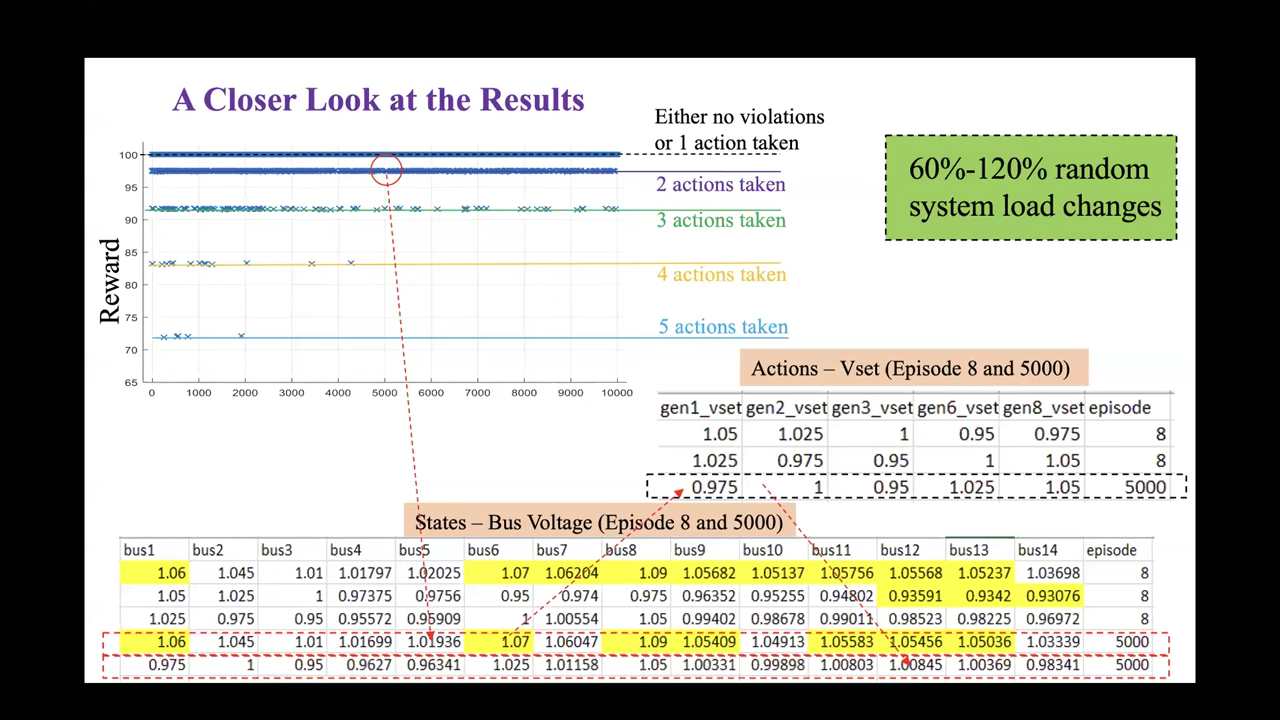 A Closer Look at the Results
Either no violations
or 1 action taken
2 actions taken
3 actions taken
4 actions taken
5 actions taken
60%-120% random
system load changes
Reward
100
95
90
85
80
75
70
65
0 1000 2000 3000 4000 5000 6000 7000 8000 9000 10000
Actions – Vset (Episode 8 and 5000)
gen1_vset gen2_vset gen3_vset gen6_vset gen8_vset episode
1.05 1.025 1 0.95 0.975 8
1.025 0.975 0.95 1 1.05 8
0.975 1 0.95 1.025 1.05 5000
States – Bus Voltage (Episode 8 and 5000)
bus1 bus2 bus3 bus4 bus5 bus6 bus7 bus8 bus9 bus10 bus11 bus12 bus13 bus14 episode
1.06 1.045 1.01 1.01797 1.02025 1.07 1.06204 1.09 1.05682 1.05137 1.05756 1.05568 1.05237 1.03698 8
1.05 1.025 1 0.97375 0.9756 0.95 0.974 0.975 0.96352 0.95255 0.94802 0.93591 0.9342 0.93076 8
1.025 0.975 0.95 0.95572 0.95909 1 1.00554 1.05 0.99402 0.98678 0.99011 0.98523 0.98225 0.96972 8
1.06 1.045 1.01 1.01699 1.01936 1.07 1.06047 1.09 1.05409 1.04913 1.05583 1.05456 1.05036 1.03339 5000
0.975 1 0.95 0.9627 0.96341 1.025 1.01158 1.05 1.00331 0.99898 1.00803 1.00845 1.00369 0.98341 5000